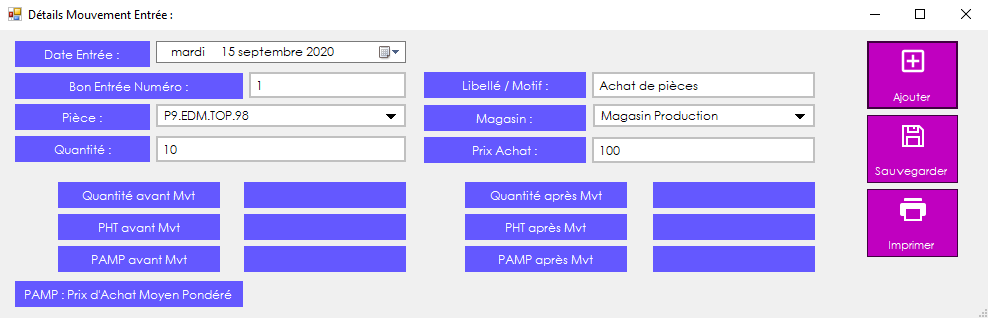 Détails Mouvement Entrée :
Date Entrée : mardi 15 septembre 2020
Bon Entrée Numéro : 1 Libellé / Motif : Achat de pièces
Pièce : P9.EDM.TOP.98 Magasin : Magasin Production
Quantité : 10 Prix Achat : 100
Quantité avant Mvt Quantité après Mvt
PHT avant Mvt PHT après Mvt
PAMP avant Mvt PAMP après Mvt
PAMP : Prix d'Achat Moyen Pondéré
Ajouter
Sauvegarder
Imprimer